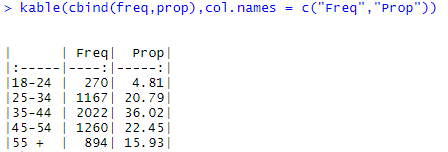 > kable(cbind(freq,prop),col.names = c("Freq","Prop"))
|      | Freq|  Prop|
|:-----|----:|-----:|
|18-24 |  270|  4.81|
|25-34 | 1167| 20.79|
|35-44 | 2022| 36.02|
|45-54 | 1260| 22.45|
|55 +  |  894| 15.93|